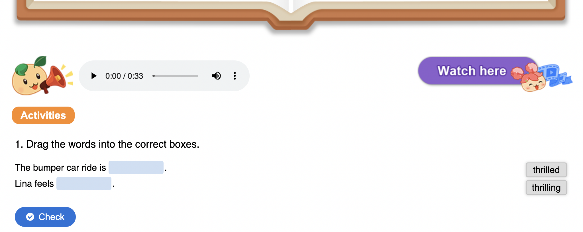 0:00 / 0:33
Watch here
Activities
1. Drag the words into the correct boxes.
The bumper car ride is .
Lina feels .
thrilled
thrilling
Check